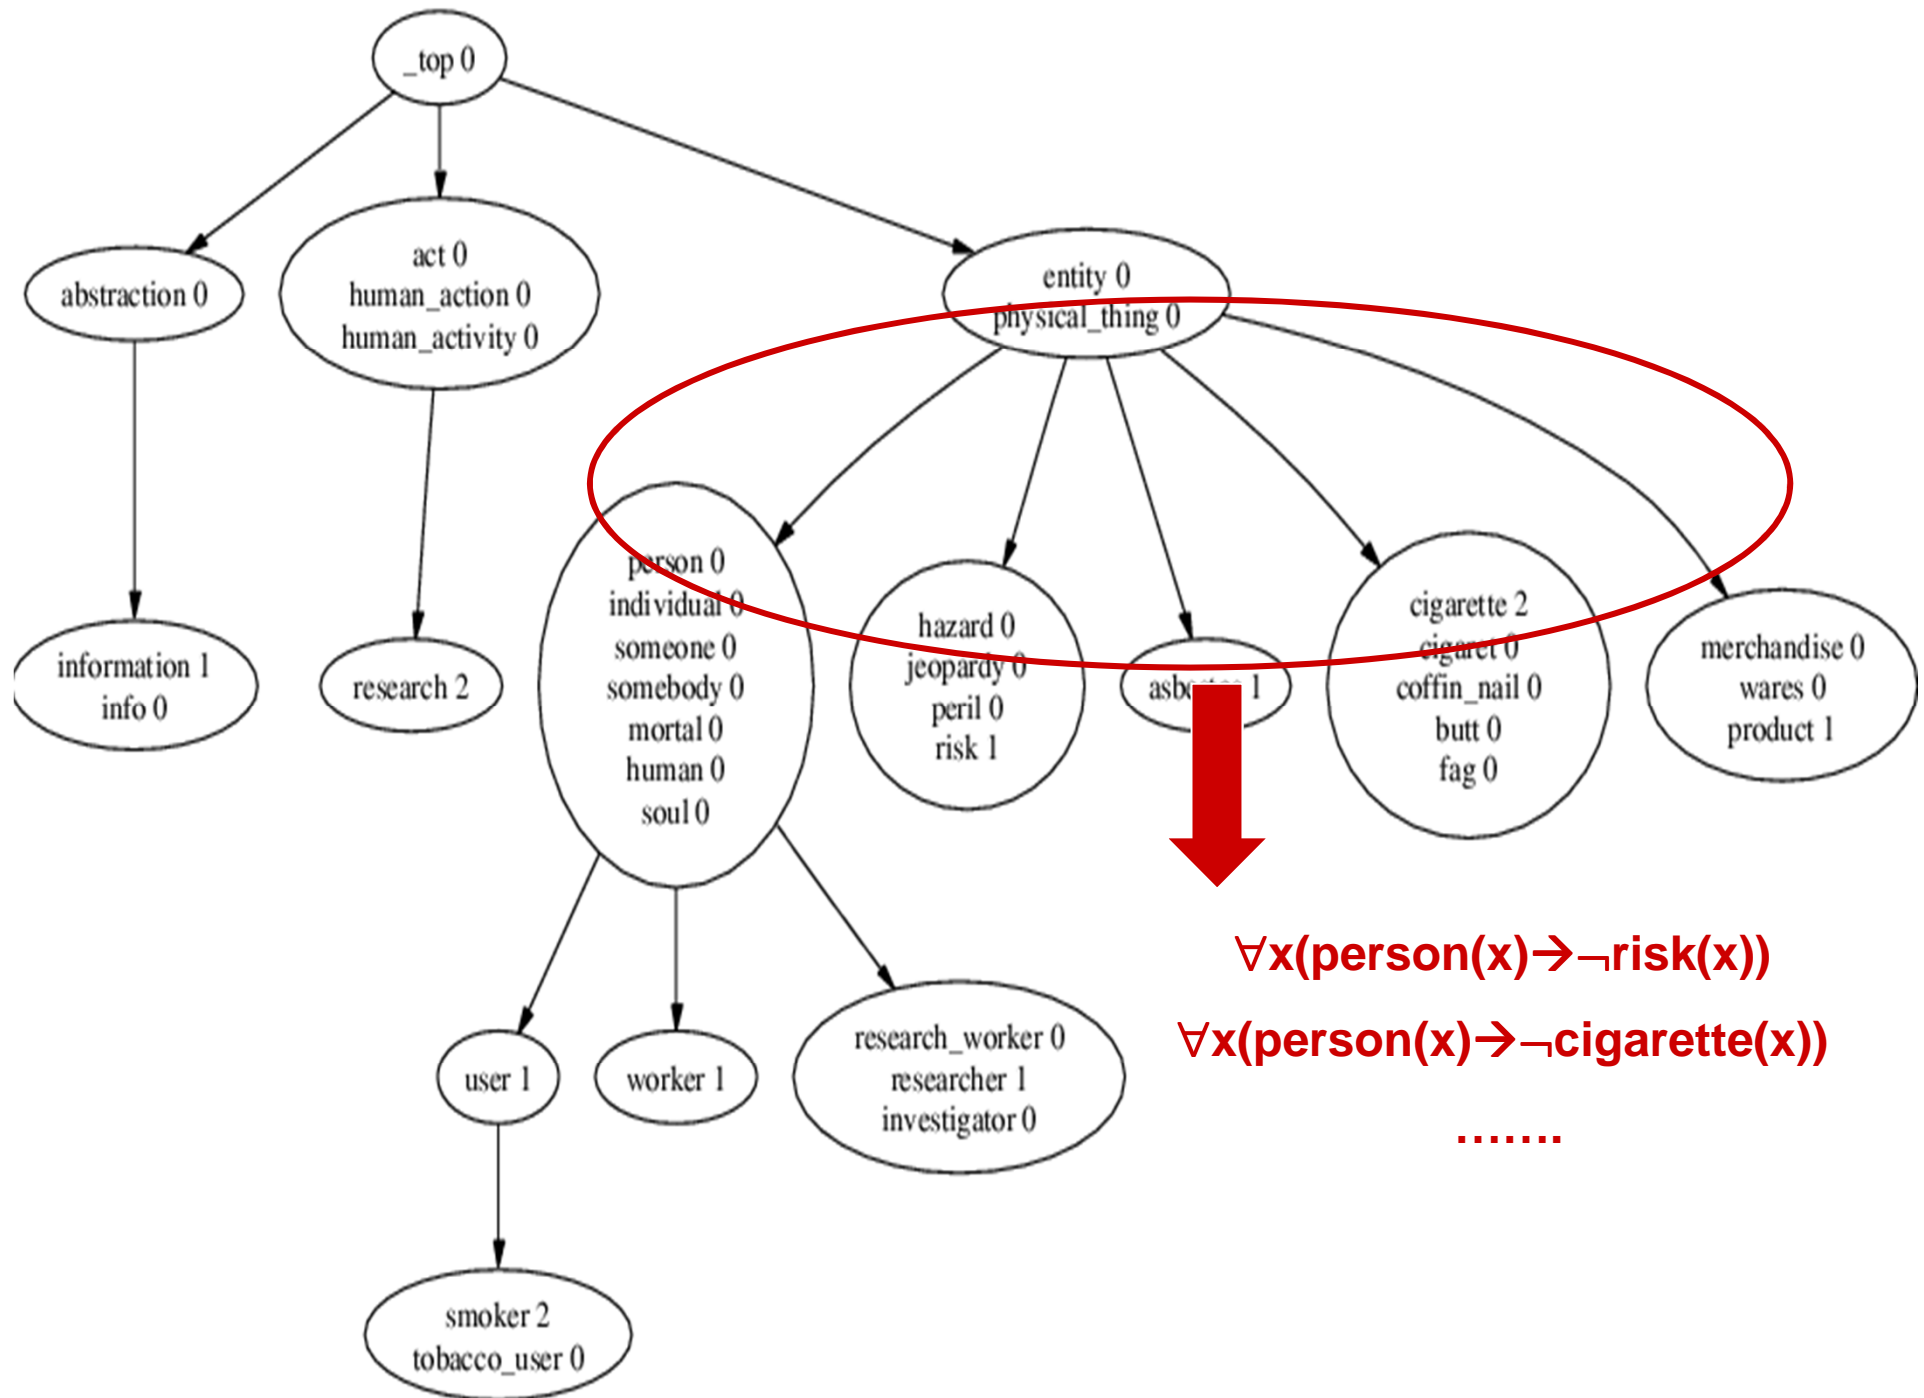 _top 0
abstraction 0
act 0
human_action 0
human_activity 0
entity 0
physical_thing 0
information 1
info 0
research 2
person 0
individual 0
someone 0
somebody 0
mortal 0
human 0
soul 0
hazard 0
jeopardy 0
peril 0
risk 1
1
cigarette 2
cigaret 0
coffin_nail 0
butt 0
fag 0
merchandise 0
wares 0
product 1
user 1
worker 1
research_worker 0
researcher 1
investigator 0
smoker 2
tobacco_user 0
∀x(person(x)→¬risk(x))
∀x(person(x)→¬cigarette(x))
…….